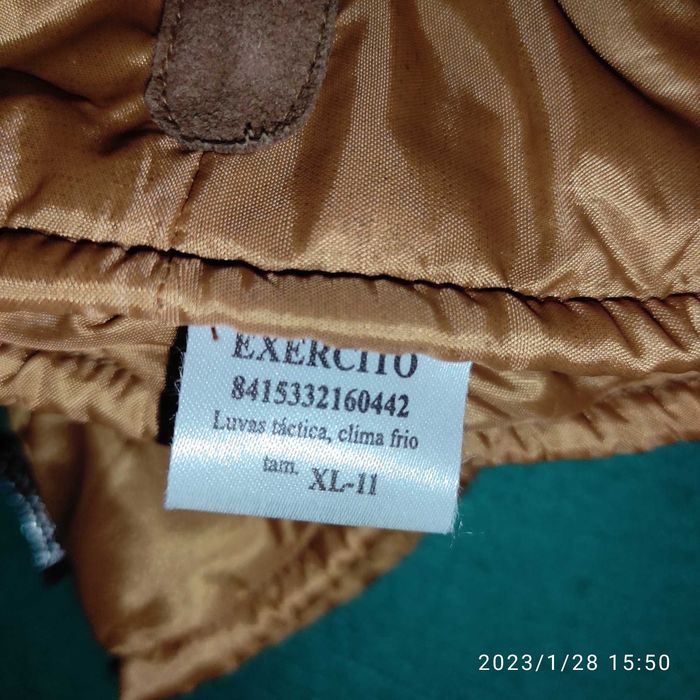 EXERCITO
8415332160442
Luvas táctica, clima frio
tam. XL-11
2023/1/28 15:50